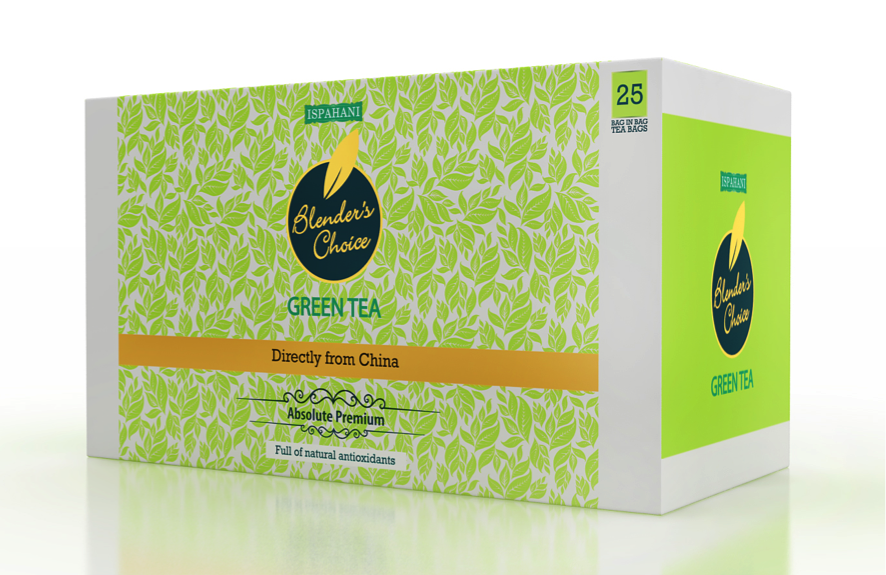 ISPAHANI
Blender's
Choice
GREEN TEA
Directly from China
Absolute Premium
Full of natural antioxidants
25
BAG IN BAG
TEA BAGS
ISPAHANI
Blender's
Choice
GREEN TEA